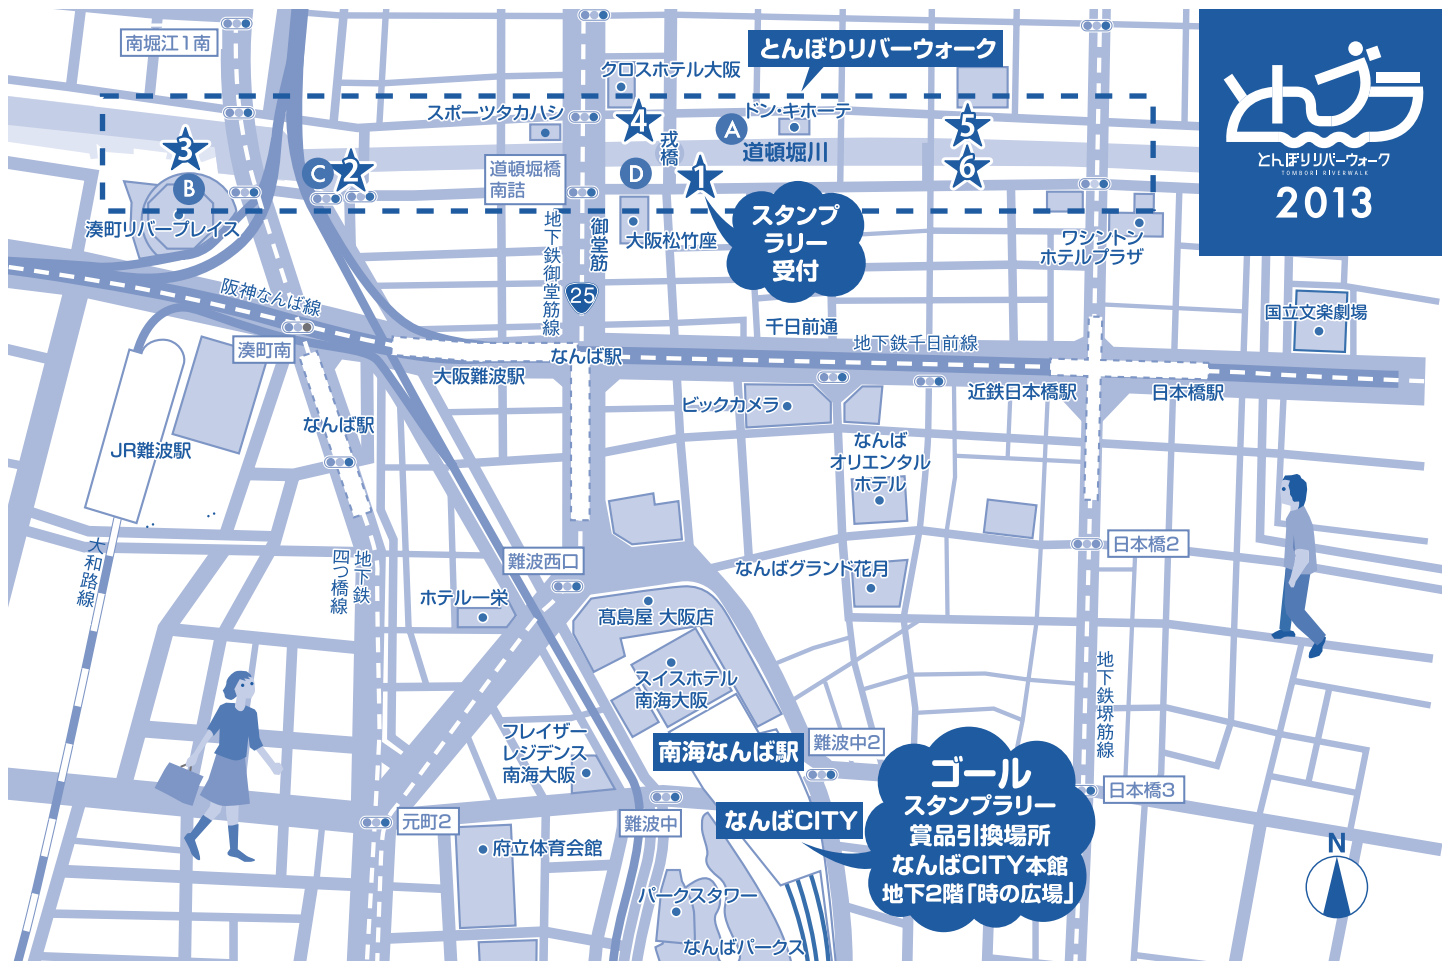 南堀江1南
とんぼりリバーウォーク
クロスホテル大阪
スポーツタカハシ
ドン・キホーテ
4
戎橋
A
道頓堀川
5
6
3
B
C
2
道頓堀橋
南詰
D
1
湊町リバープレイス
地下鉄御堂筋線
御堂筋
25
大阪松竹座
スタンプ
ラリー
受付
ワシントン
ホテルプラザ
とんブラ
とんぼりリバーウォーク
TOMBORI RIVERWALK
2013
国立文楽劇場
阪神なんば線
湊町南
千日前通
地下鉄千日前線
なんば駅
大阪難波駅
近鉄日本橋駅
日本橋駅
ビックカメラ
なんば駅
JR難波駅
なんば
オリエンタル
ホテル
大和路線
地下鉄
四つ橋線
難波西口
日本橋2
なんばグランド花月
ホテル一栄
髙島屋 大阪店
スイスホテル
南海大阪
地下鉄堺筋線
フレイザー
レジデンス
南海大阪
南海なんば駅
難波中2
なんばCITY
ゴール
スタンプラリー
賞品引換場所
なんばCITY本館
地下2階「時の広場」
日本橋3
元町2
難波中
府立体育会館
パークスタワー
なんばパークス
N